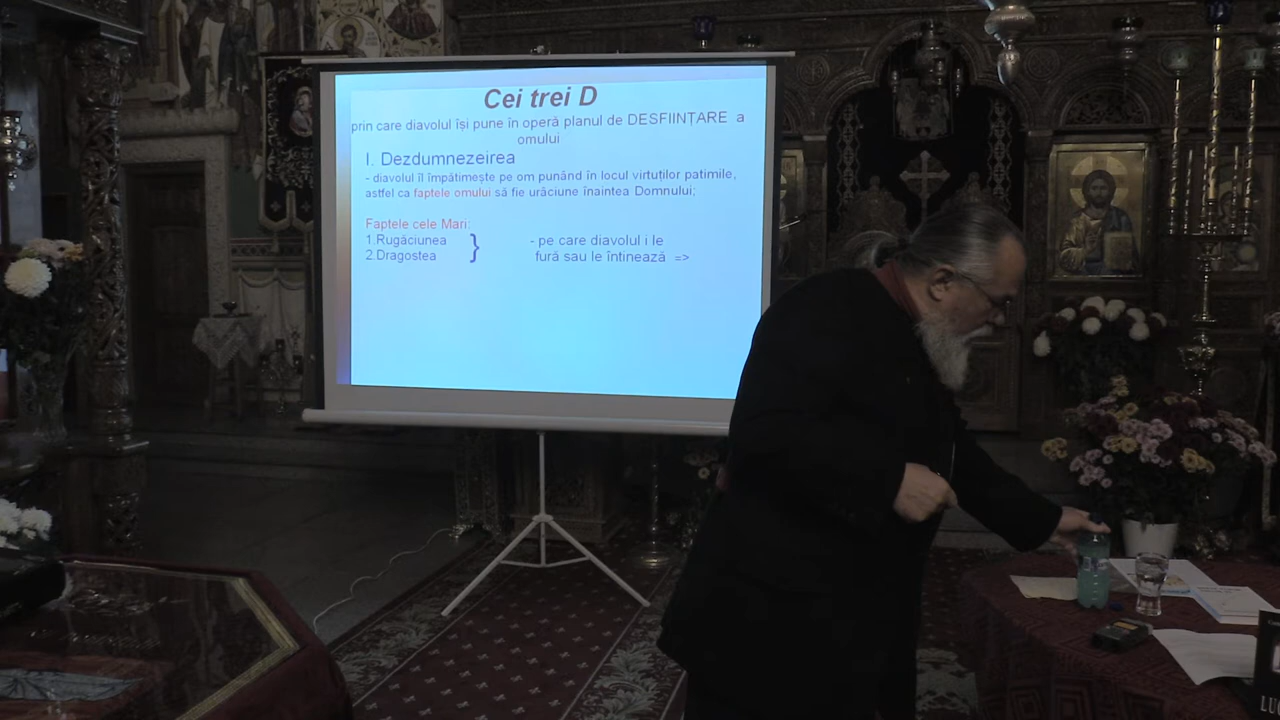 Cei trei D
prin care diavolul își pune în operă planul de DESFIINȚARE a
omului
I. Dezdumnezeirea
- diavolul îl împătimește pe om punând în locul virtuților patimile,
astfel ca faptele omului să fie urâciune înaintea Domnului;
Faptele cele Mari:
1.Rugăciunea
2.Dragostea
}
- pe care diavolul i le
fură sau le întinează =>